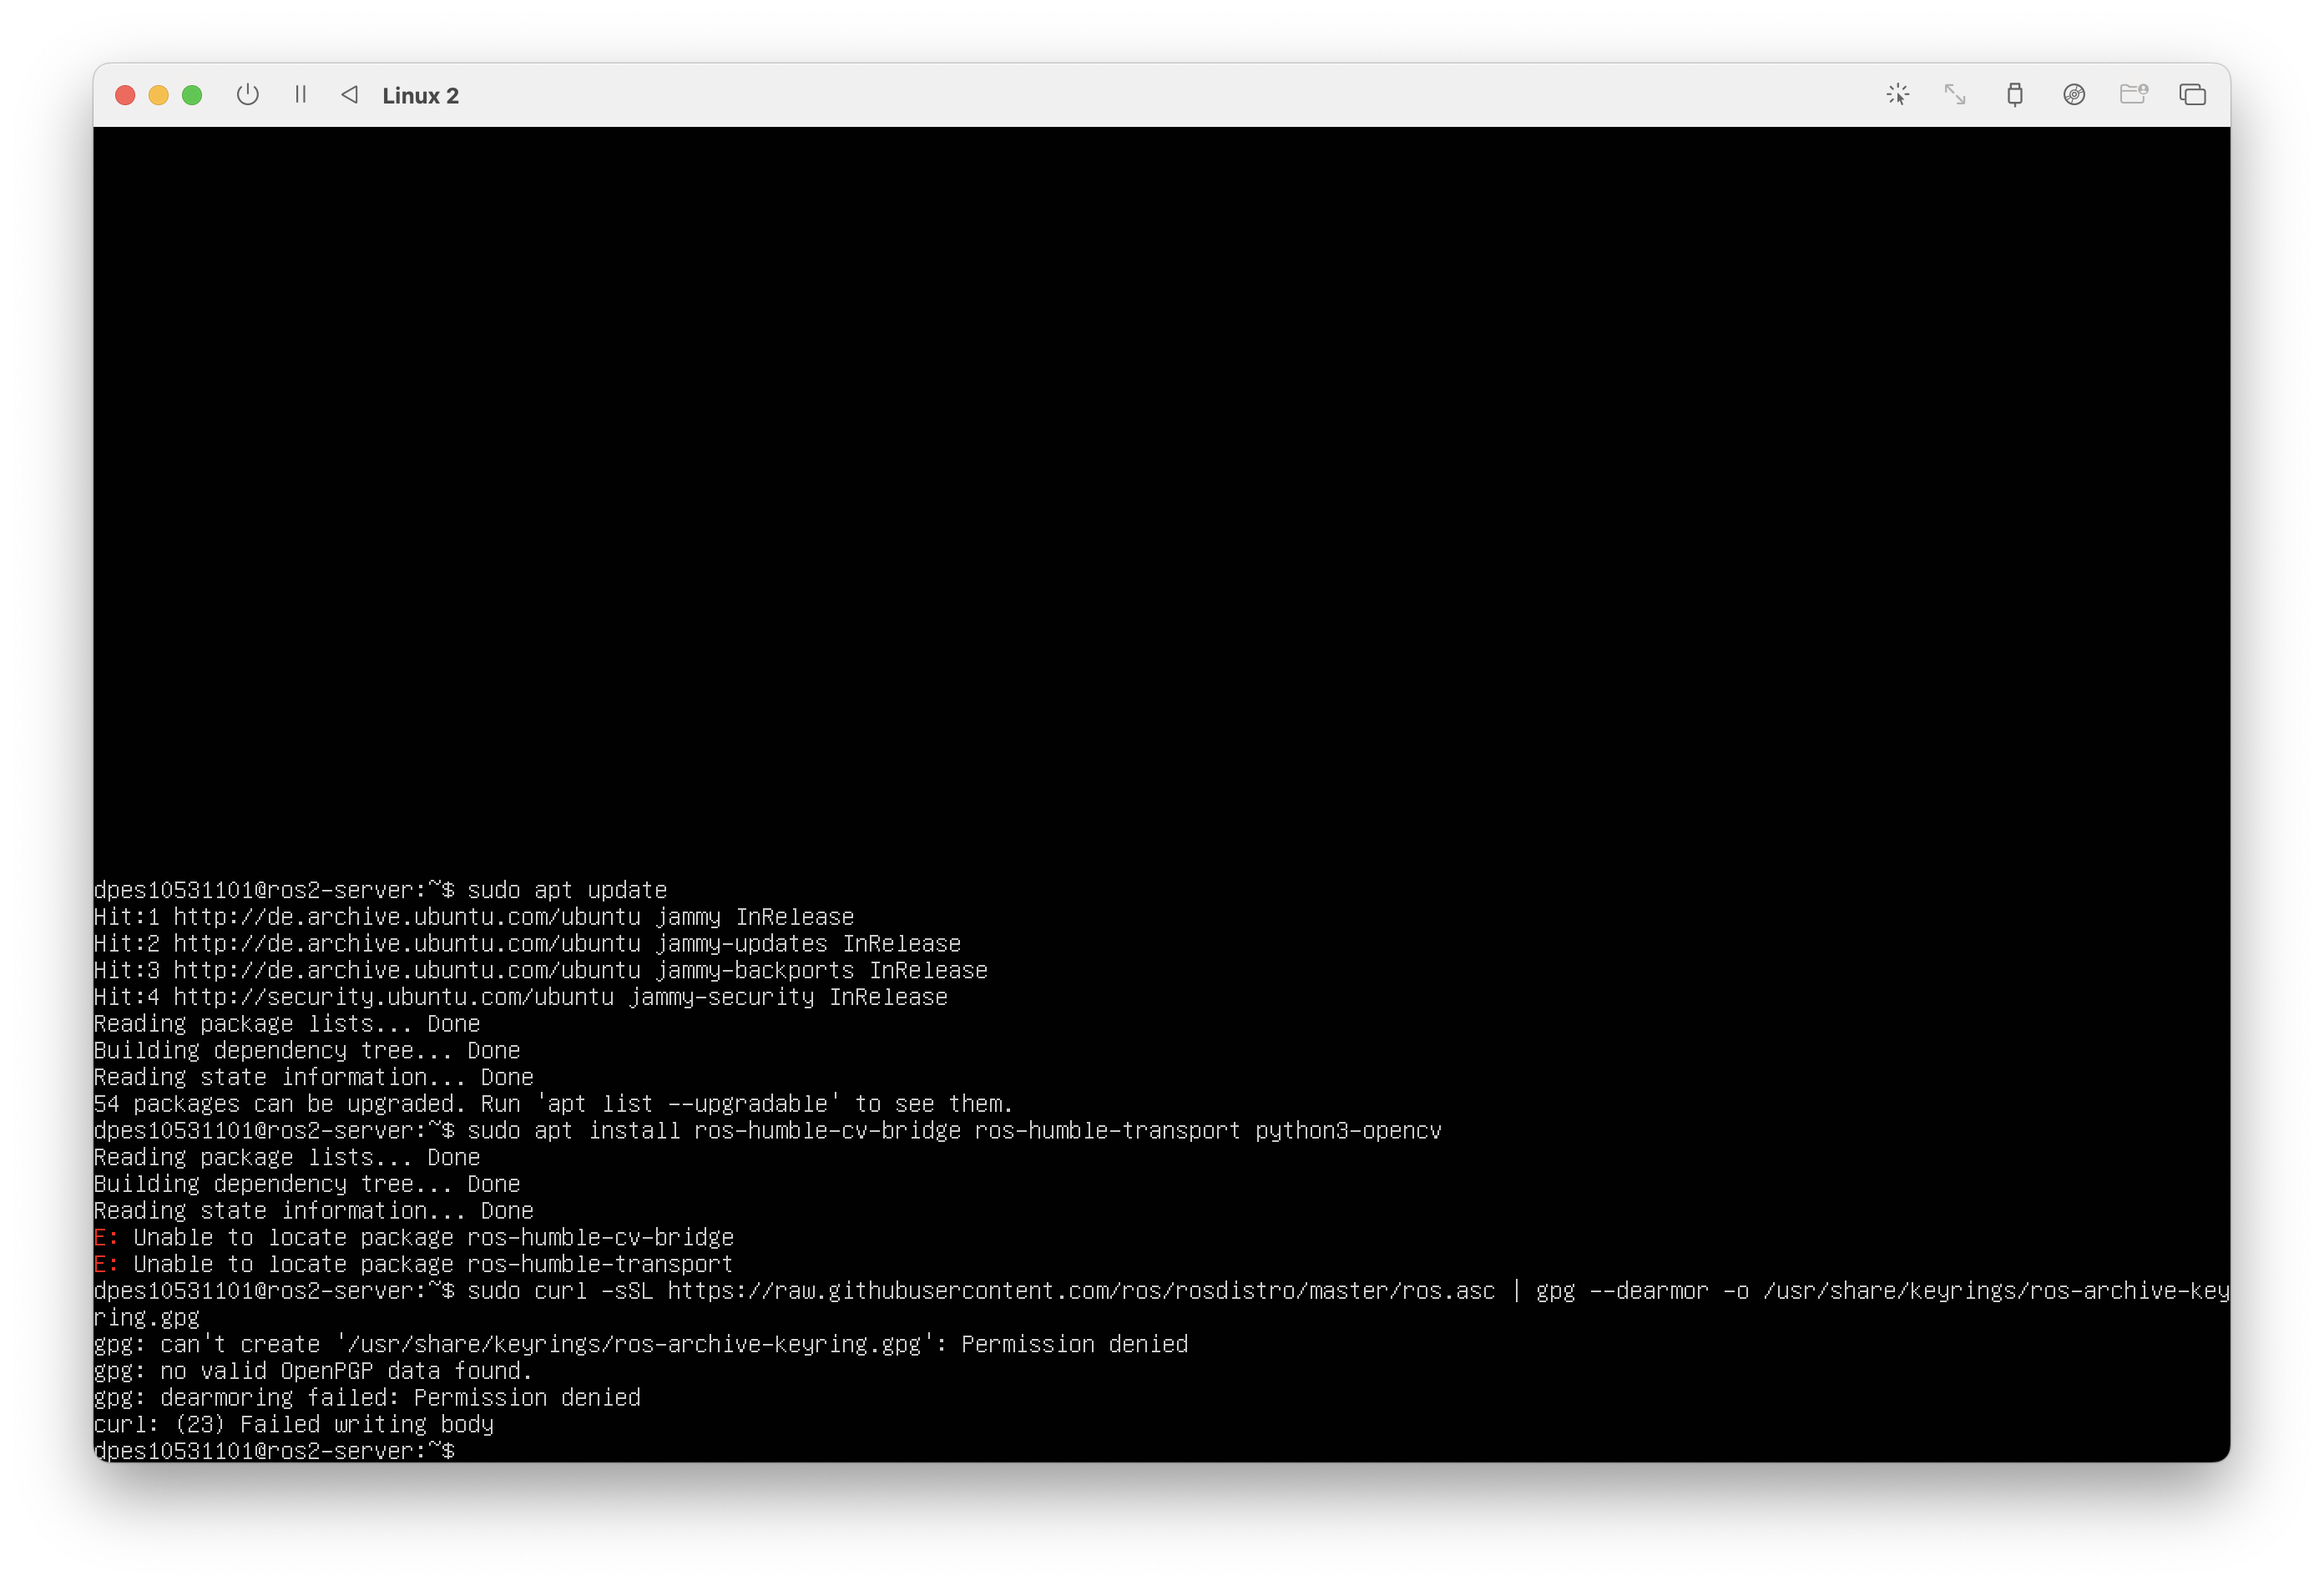 Linux 2
dpes10531101@ros2-server:~$ sudo apt update
Hit:1 http://de.archive.ubuntu.com/ubuntu jammy InRelease
Hit:2 http://de.archive.ubuntu.com/ubuntu jammy-updates InRelease
Hit:3 http://de.archive.ubuntu.com/ubuntu jammy-backports InRelease
Hit:4 http://security.ubuntu.com/ubuntu jammy-security InRelease
Reading package lists... Done
Building dependency tree... Done
Reading state information... Done
54 packages can be upgraded. Run 'apt list --upgradable' to see them.
dpes10531101@ros2-server:~$ sudo apt install ros-humble-cv-bridge ros-humble-transport python3-opencv
Reading package lists... Done
Building dependency tree... Done
Reading state information... Done
E: Unable to locate package ros-humble-cv-bridge
E: Unable to locate package ros-humble-transport
dpes10531101@ros2-server:~$ sudo curl -sSL https://raw.githubusercontent.com/ros/rosdistro/master/ros.asc | gpg --dearmor -o /usr/share/keyrings/ros-archive-key
ring.gpg
gpg: can't create '/usr/share/keyrings/ros-archive-keyring.gpg': Permission denied
gpg: no valid OpenPGP data found.
gpg: dearmoring failed: Permission denied
curl: (23) Failed writing body
dpes10531101@ros2-server:~$